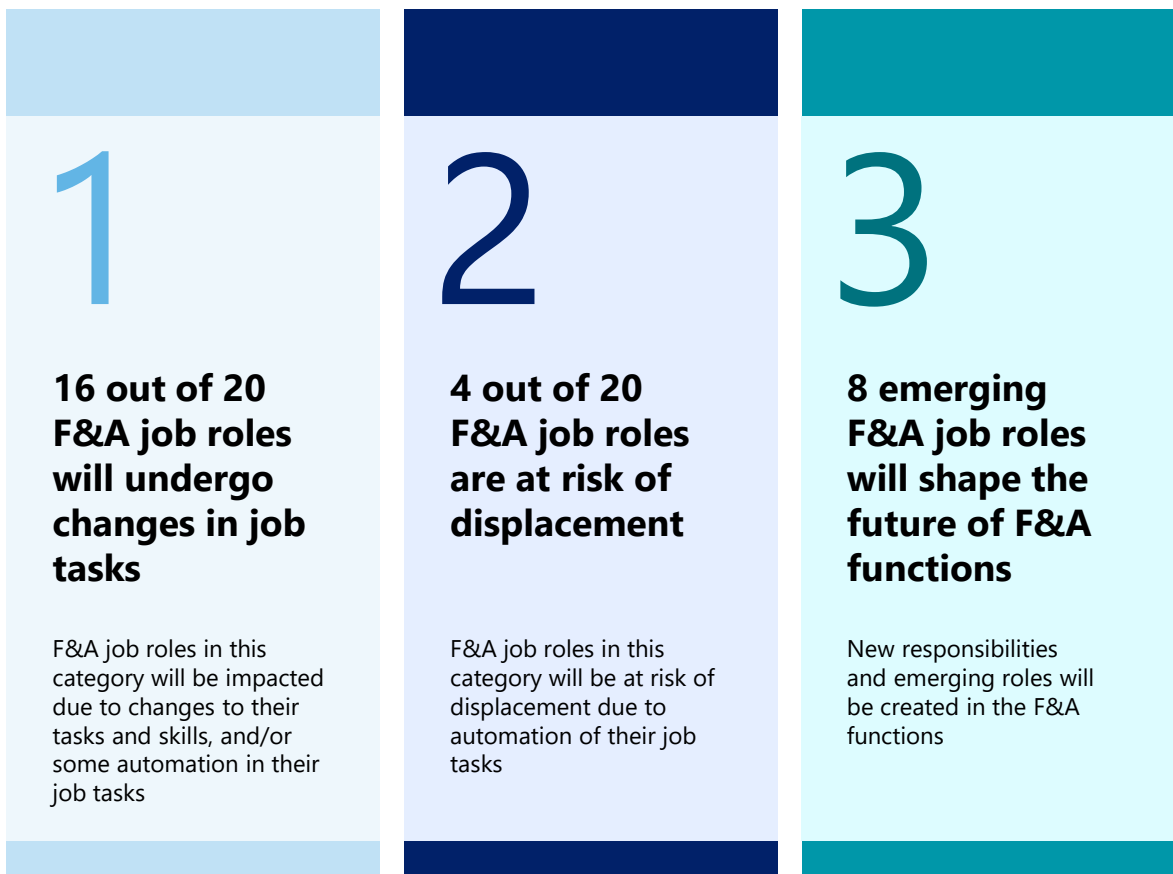 1
16 out of 20
F&A job roles
will undergo
changes in job
tasks
F&A job roles in this
category will be impacted
due to changes to their
tasks and skills, and/or
some automation in their
job tasks
2
4 out of 20
F&A job roles
are at risk of
displacement
F&A job roles in this
category will be at risk of
displacement due to
automation of their job
tasks
3
8 emerging
F&A job roles
will shape the
future of F&A
functions
New responsibilities
and emerging roles will
be created in the F&A
functions